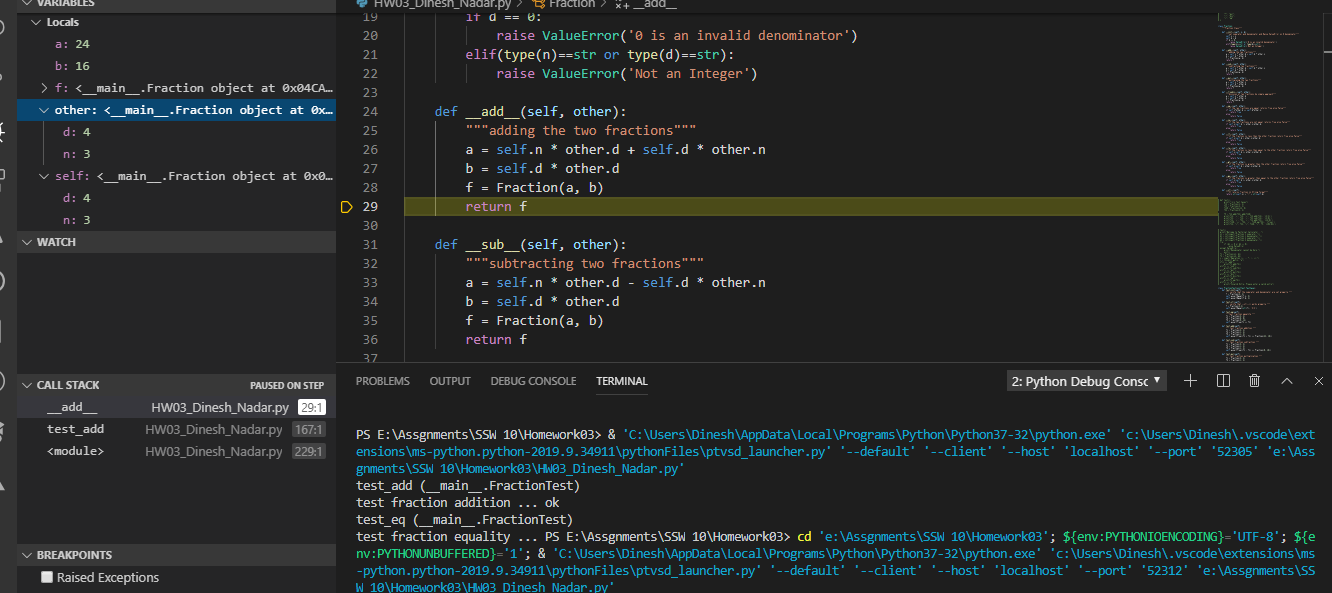 VARIABLES
HW03_Dinesh_Nadar.py > Fraction > __add__
Locals
a: 24
b: 16
f: <__main__.Fraction object at 0x04CA…
other: <__main__.Fraction object at 0x…
d: 4
n: 3
self: <__main__.Fraction object at 0x0…
d: 4
n: 3
WATCH
CALL STACK
PAUSED ON STEP
__add__ HW03_Dinesh_Nadar.py 29:1
test_add HW03_Dinesh_Nadar.py 167:1
<module> HW03_Dinesh_Nadar.py 229:1
BREAKPOINTS
Raised Exceptions
19 if d == 0:
20 raise ValueError('0 is an invalid denominator')
21 elif(type(n)==str or type(d)==str):
22 raise ValueError('Not an Integer')
23
24 def __add__(self, other):
25 """adding the two fractions"""
26 a = self.n * other.d + self.d * other.n
27 b = self.d * other.d
28 f = Fraction(a, b)
29 return f
30
31 def __sub__(self, other):
32 """subtracting two fractions"""
33 a = self.n * other.d - self.d * other.n
34 b = self.d * other.d
35 f = Fraction(a, b)
36 return f
37
PROBLEMS OUTPUT DEBUG CONSOLE TERMINAL
2: Python Debug Consc
PS E:\Assgnments\SSW 10\Homework03> & 'C:\Users\Dinesh\AppData\Local\Programs\Python\Python37-32\python.exe' 'c:\Users\Dinesh\.vscode\ext
ensions\ms-python.python-2019.9.34911\pythonFiles\ptvsd_launcher.py' '--default' '--client' '--host' 'localhost' '--port' '52305' 'e:\Ass
gnments\SSW 10\Homework03\HW03_Dinesh_Nadar.py'
test_add (__main__.FractionTest)
test fraction addition ... ok
test_eq (__main__.FractionTest)
test fraction equality ... PS E:\Assgnments\SSW 10\Homework03> cd 'e:\Assgnments\SSW 10\Homework03'; ${env:PYTHONIOENCODING}='UTF-8'; ${e
nv:PYTHONUNBUFFERED}='1'; & 'C:\Users\Dinesh\AppData\Local\Programs\Python\Python37-32\python.exe' 'c:\Users\Dinesh\.vscode\extensions\ms
-python.python-2019.9.34911\pythonFiles\ptvsd_launcher.py' '--default' '--client' '--host' 'localhost' '--port' '52312' 'e:\Assgnments\SS
W 10\Homework03\HW03_Dinesh_Nadar.py'